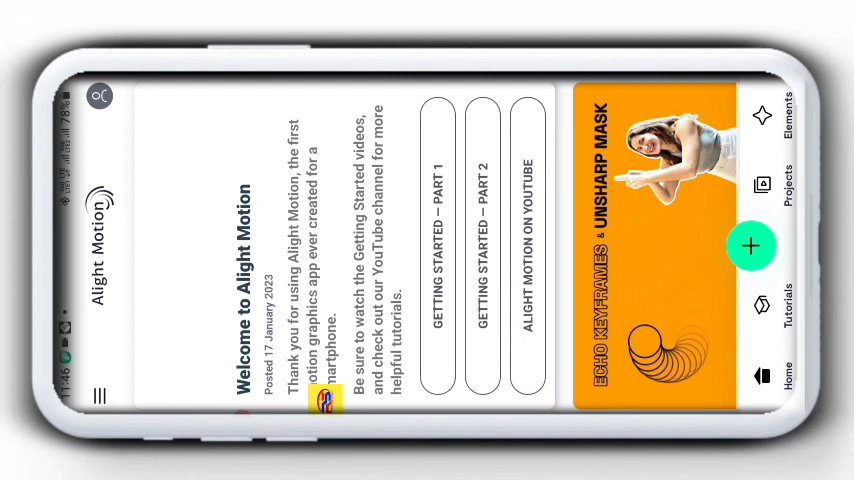 11:46
78%
Alight Motion
Welcome to Alight Motion
Posted 17 January 2023
Thank you for using Alight Motion, the first
otion graphics app ever created for a
martphone.
Be sure to watch the Getting Started videos,
and check out our YouTube channel for more
helpful tutorials.
GETTING STARTED – PART 1
GETTING STARTED – PART 2
ALIGHT MOTION ON YOUTUBE
ECHO KEYFRAMES & UNSHARP MASK
Home
Tutorials
Projects
Elements